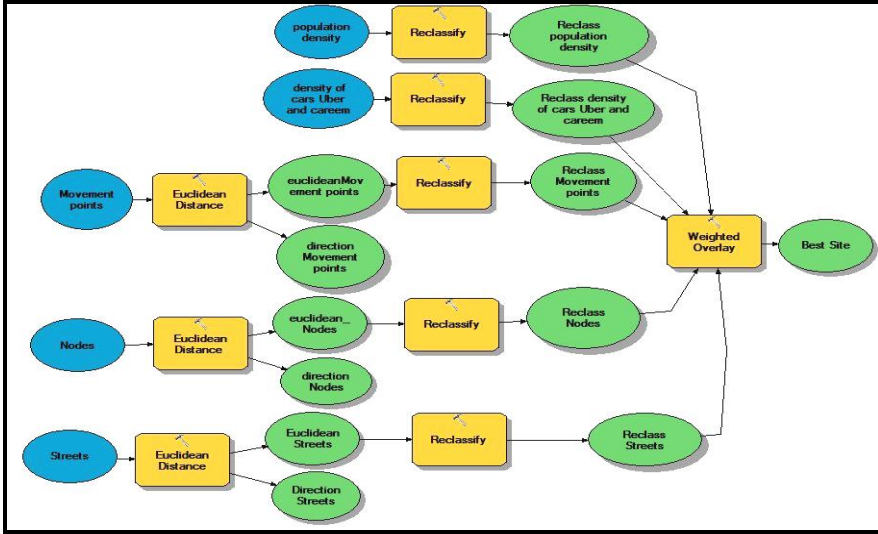 population
density
Reclassify
Reclass
population
density
density of
cars Uber
and careem
Reclassify
Reclass density
of cars Uber and
careem
Movement
points
Euclidean
Distance
euclideanMov
ement points
Reclassify
Reclass
Movement
points
direction
Movement
points
Weighted
Overlay
Best Site
Nodes
Euclidean
Distance
euclidean_
Nodes
Reclassify
Reclass
Nodes
direction
Nodes
Streets
Euclidean
Distance
Euclidean
Streets
Reclassify
Reclass
Streets
Direction
Streets